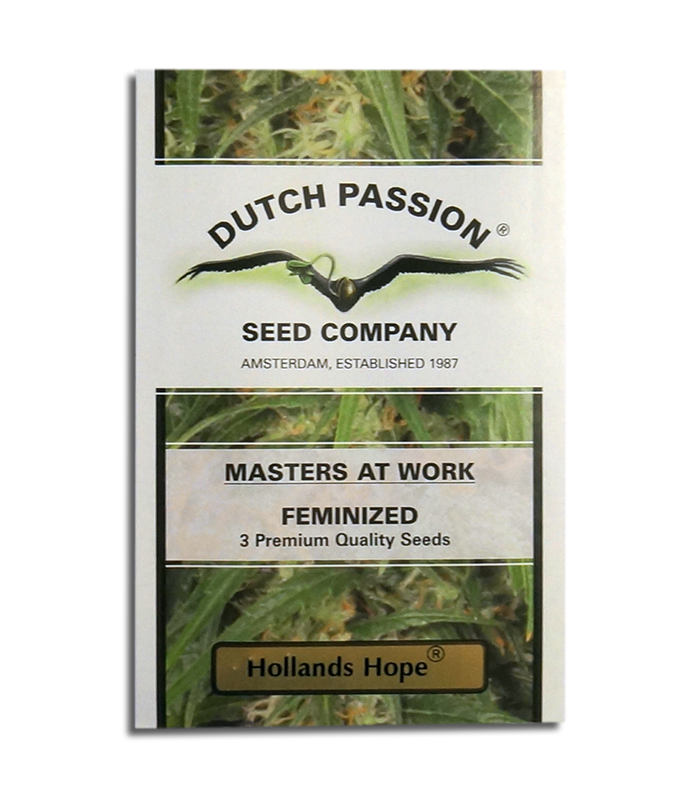 DUTCH PASSION®
SEED COMPANY
AMSTERDAM, ESTABLISHED 1987
MASTERS AT WORK
FEMINIZED
3 Premium Quality Seeds
Hollands Hope®